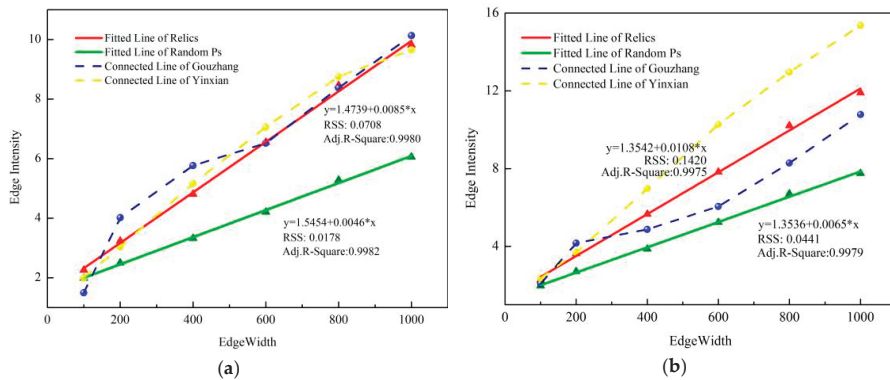 Fitted Line of Relics
Fitted Line of Random Ps
Connected Line of Gouzhang
Connected Line of Yinxian
y=1.4739+0.0085*x
RSS: 0.0708
Adj.R-Square:0.9980
y=1.5454+0.0046*x
RSS: 0.0178
Adj.R-Square:0.9982
10
8
6
4
2
Edge Intensity
0
200
400
600
800
1000
EdgeWidth
(a)
Fitted Line of Relics
Fitted Line of Random Ps
Connected Line of Gouzhang
Connected Line of Yinxian
y=1.3542+0.0108*x
RSS: 0.1420
Adj.R-Square:0.9975
y=1.3536+0.0065*x
RSS: 0.0441
Adj.R-Square:0.9979
16
12
8
4
Edge Intensity
0
200
400
600
800
1000
EdgeWidth
(b)